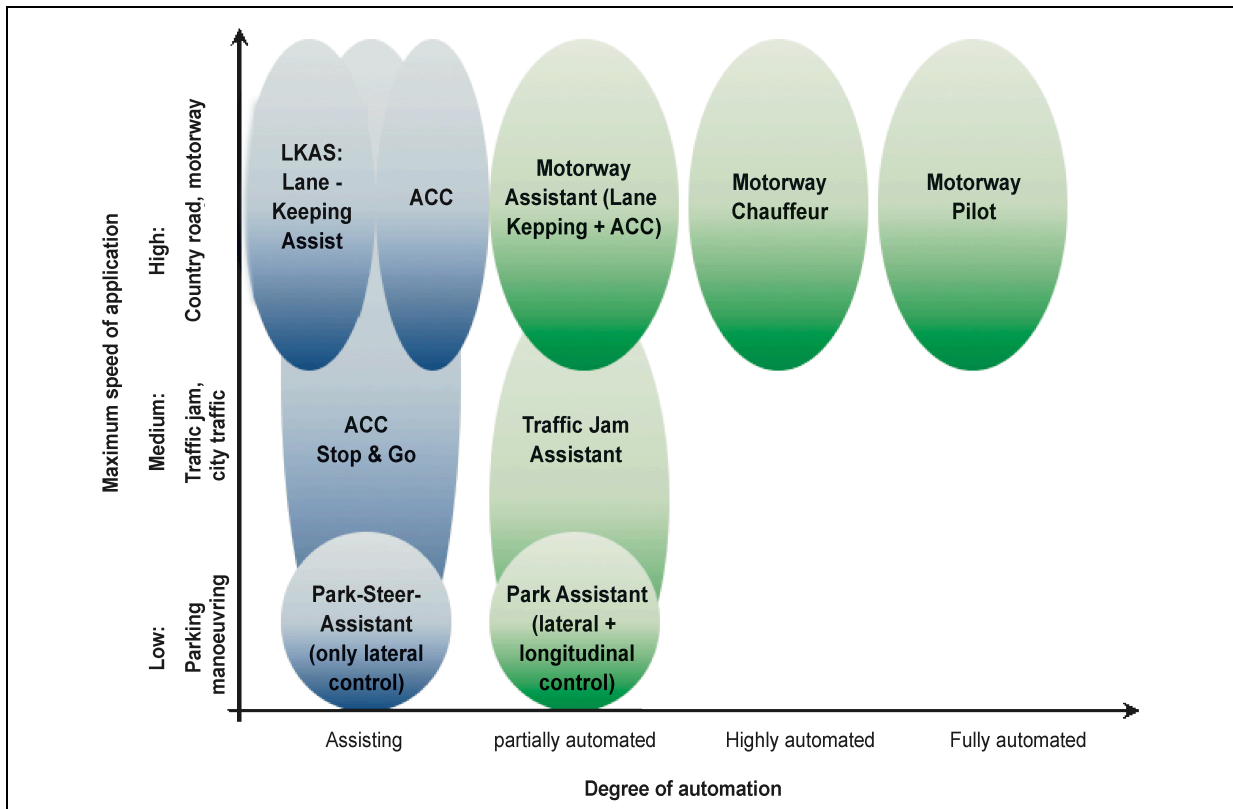 Maximum speed of application
High:
Country road, motorway
Medium:
Traffic jam,
city traffic
Low:
Parking
manoeuvring
LKAS:
Lane -
Keeping
Assist
ACC
Motorway
Assistant (Lane
Kepping + ACC)
Motorway
Chauffeur
Motorway
Pilot
ACC
Stop & Go
Traffic Jam
Assistant
Park-Steer-
Assistant
(only lateral
control)
Park Assistant
(lateral +
longitudinal
control)
Assisting
partially automated
Highly automated
Fully automated
Degree of automation